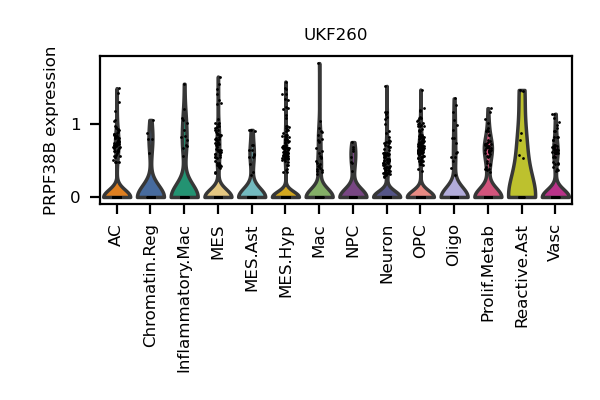 UKF260
PRPF38B expression
1
0
AC
Chromatin.Reg
Inflammatory.Mac
MES
MES.Ast
MES.Hyp
Mac
NPC
Neuron
OPC
Oligo
Prolif.Metab
Reactive.Ast
Vasc